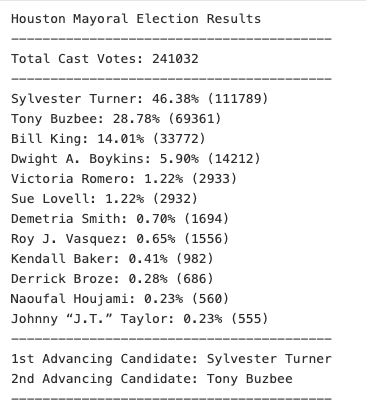 Houston Mayoral Election Results
-----------------------------------------
Total Cast Votes: 241032
-----------------------------------------
Sylvester Turner: 46.38% (111789)
Tony Buzbee: 28.78% (69361)
Bill King: 14.01% (33772)
Dwight A. Boykins: 5.90% (14212)
Victoria Romero: 1.22% (2933)
Sue Lovell: 1.22% (2932)
Demetria Smith: 0.70% (1694)
Roy J. Vasquez: 0.65% (1556)
Kendall Baker: 0.41% (982)
Derrick Broze: 0.28% (686)
Naoufal Houjami: 0.23% (560)
Johnny “J.T.” Taylor: 0.23% (555)
-----------------------------------------
1st Advancing Candidate: Sylvester Turner
2nd Advancing Candidate: Tony Buzbee
-----------------------------------------